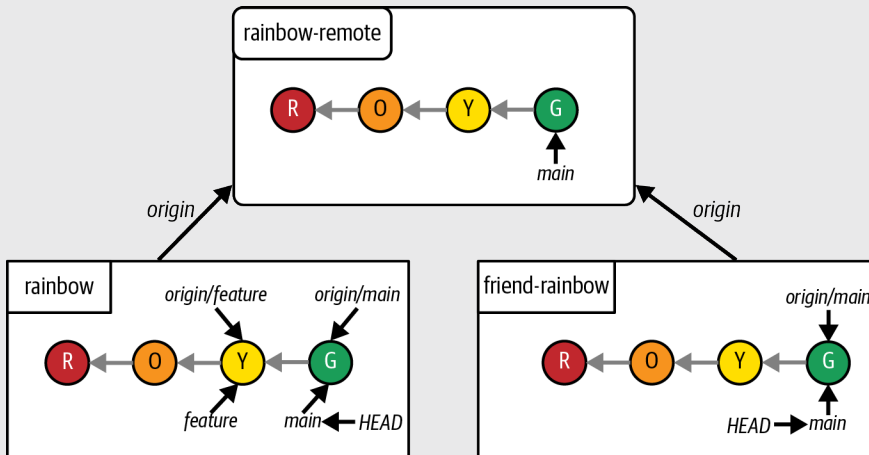 rainbow-remote
R O Y G
main
origin
origin
rainbow
origin/feature origin/main
R O Y G
feature main HEAD
friend-rainbow
origin/main
R O Y G
HEAD main